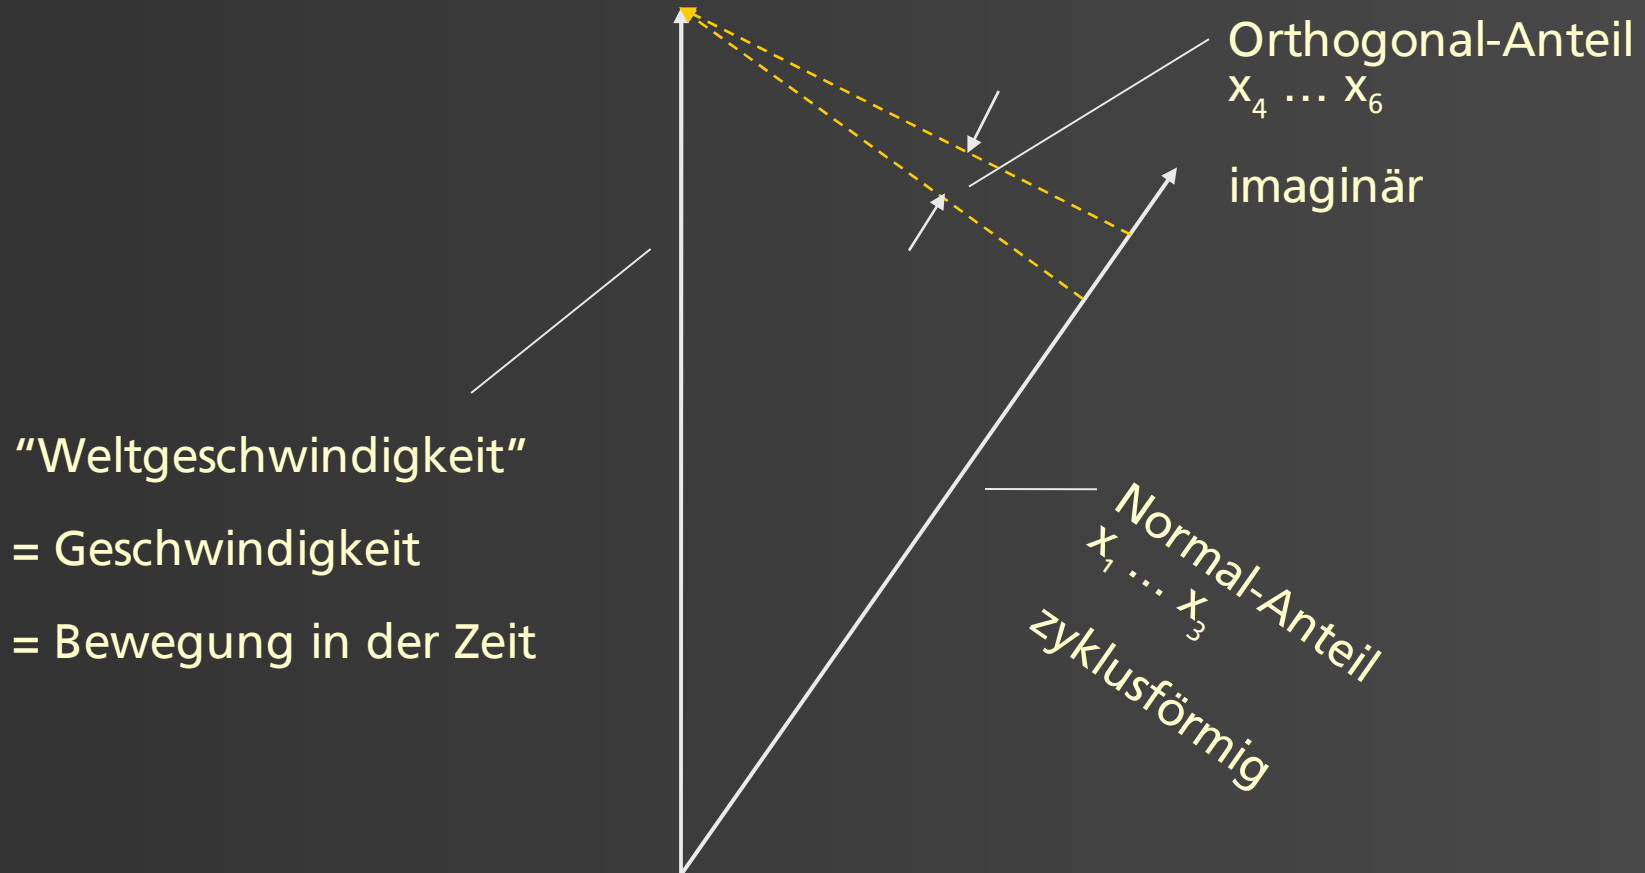 Orthogonal-Anteil
x₄ ... x₆
imaginär
“Weltgeschwindigkeit”
= Geschwindigkeit
= Bewegung in der Zeit
Normal-Anteil
x₁ ... x₃
zyklusförmig